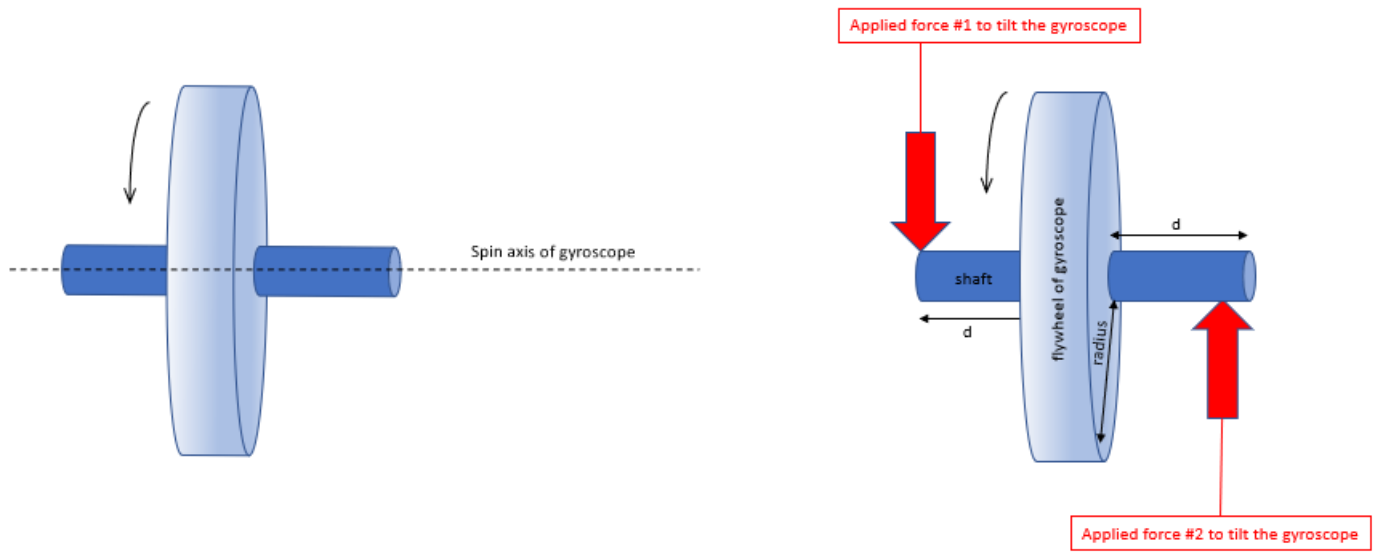 Applied force #1 to tilt the gyroscope
Spin axis of gyroscope
d
shaft
flywheel of gyroscope
d
radius
Applied force #2 to tilt the gyroscope